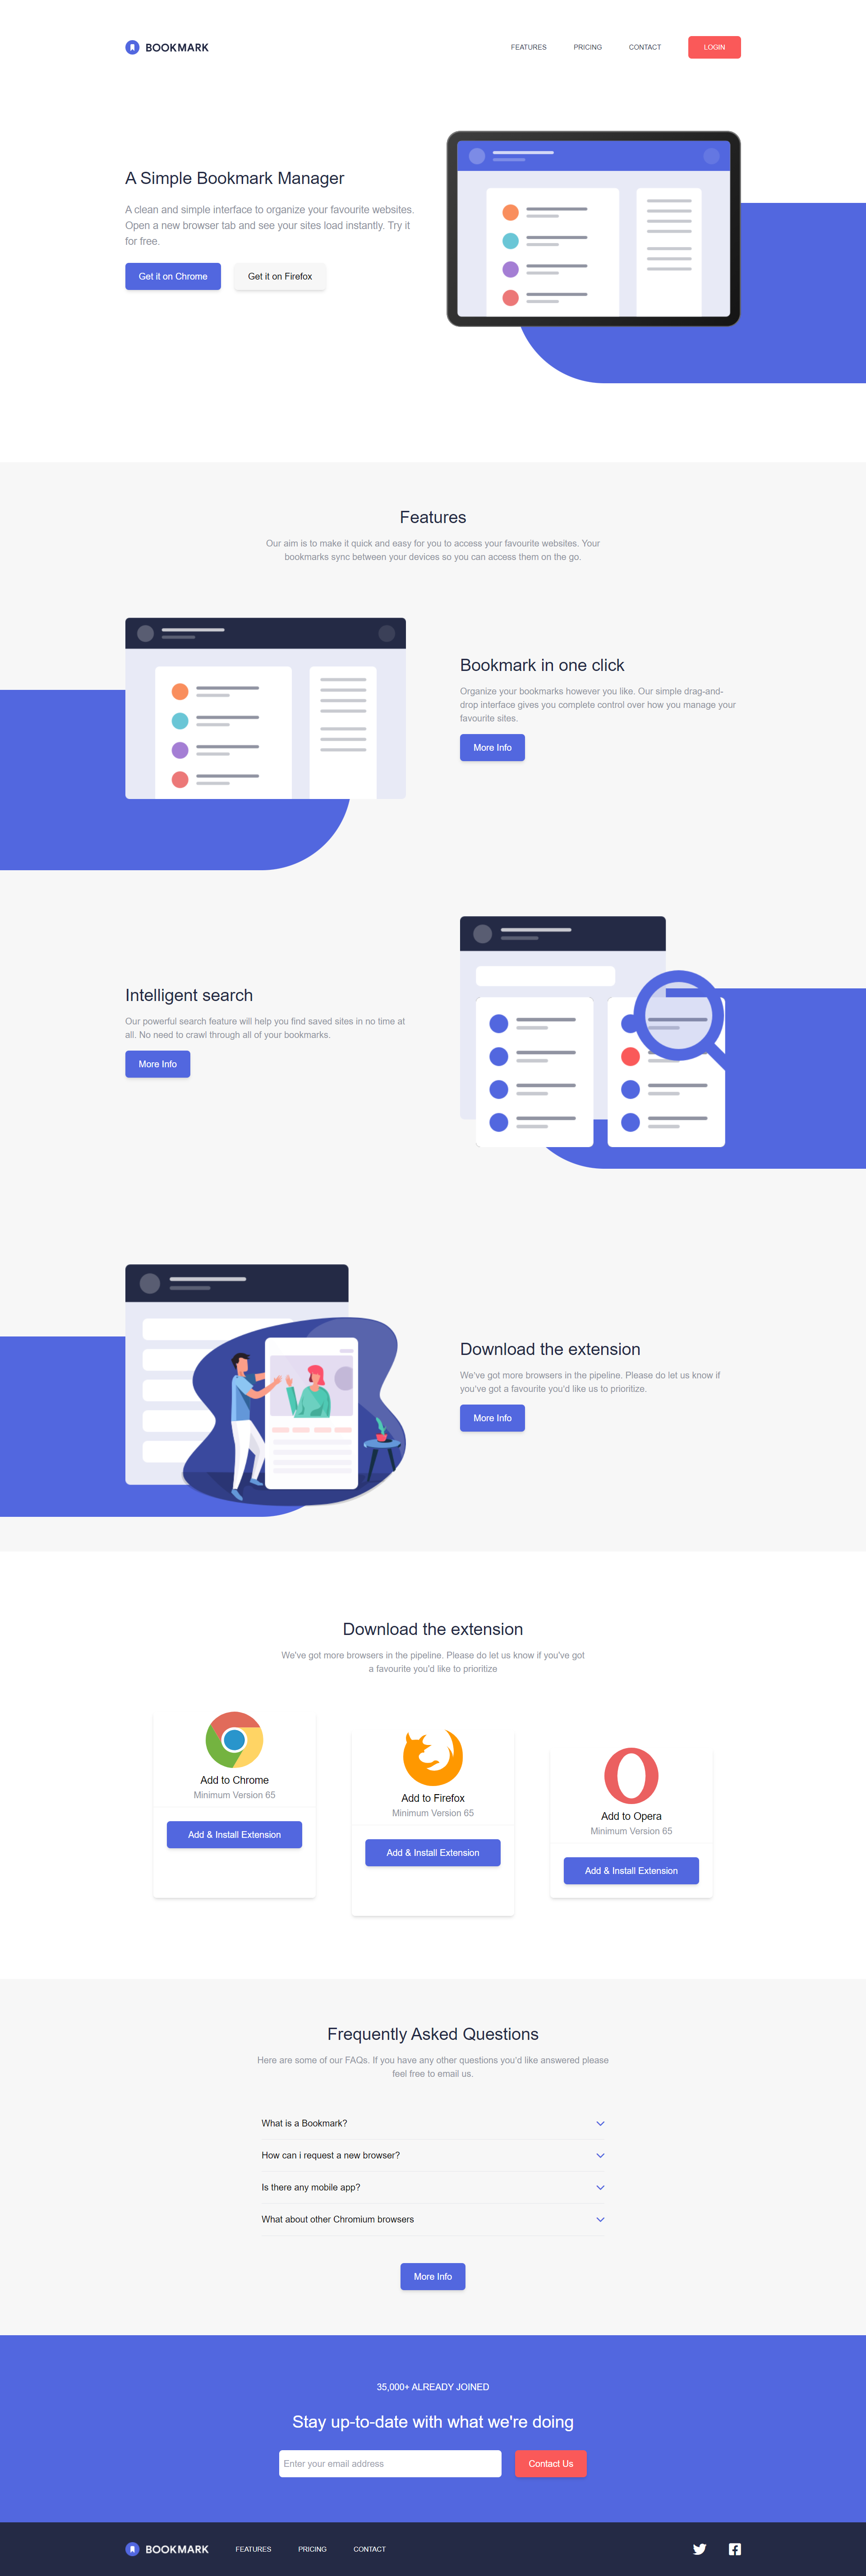 BOOKMARK FEATURES PRICING CONTACT LOGIN
A Simple Bookmark Manager
A clean and simple interface to organize your favourite websites.
Open a new browser tab and see your sites load instantly. Try it
for free.
Get it on Chrome Get it on Firefox
Features
Our aim is to make it quick and easy for you to access your favourite websites. Your
bookmarks sync between your devices so you can access them on the go.
Bookmark in one click
Organize your bookmarks however you like. Our simple drag-and-
drop interface gives you complete control over how you manage your
favourite sites.
More Info
Intelligent search
Our powerful search feature will help you find saved sites in no time at
all. No need to crawl through all of your bookmarks.
More Info
Download the extension
We've got more browsers in the pipeline. Please do let us know if
you've got a favourite you'd like us to prioritize.
More Info
Download the extension
We've got more browsers in the pipeline. Please do let us know if you've got
a favourite you'd like to prioritize
Add to Chrome
Minimum Version 65
Add & Install Extension
Add to Firefox
Minimum Version 65
Add & Install Extension
Add to Opera
Minimum Version 65
Add & Install Extension
Frequently Asked Questions
Here are some of our FAQs. If you have any other questions you'd like answered please
feel free to email us.
What is a Bookmark?
How can i request a new browser?
Is there any mobile app?
What about other Chromium browsers
More Info
35,000+ ALREADY JOINED
Stay up-to-date with what we're doing
Enter your email address Contact Us
BOOKMARK FEATURES PRICING CONTACT